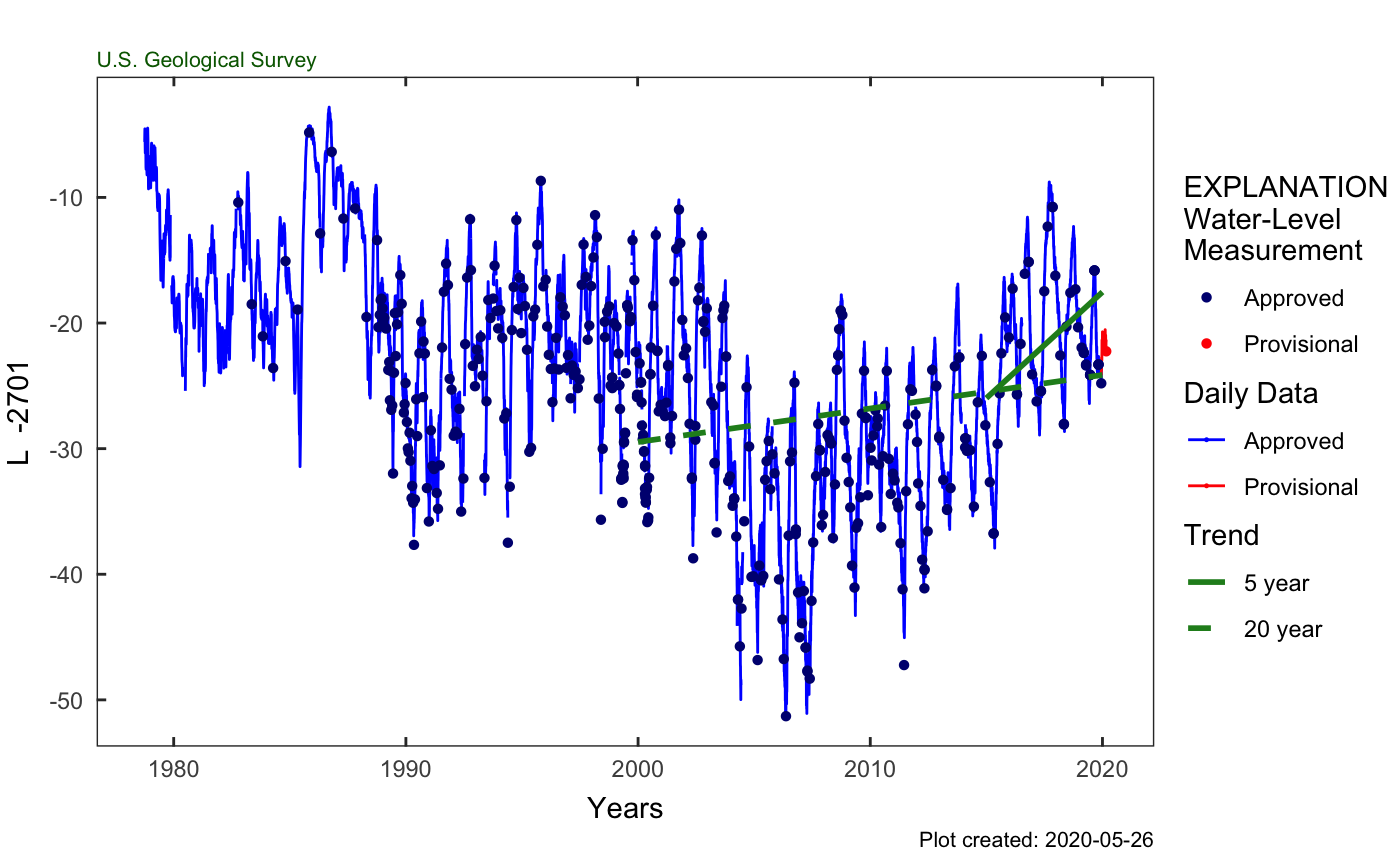 U.S. Geological Survey
L -2701
-10
-20
-30
-40
-50
1980
1990
2000
2010
2020
Years
EXPLANATION
Water-Level
Measurement
Approved
Provisional
Daily Data
Approved
Provisional
Trend
5 year
20 year
Plot created: 2020-05-26